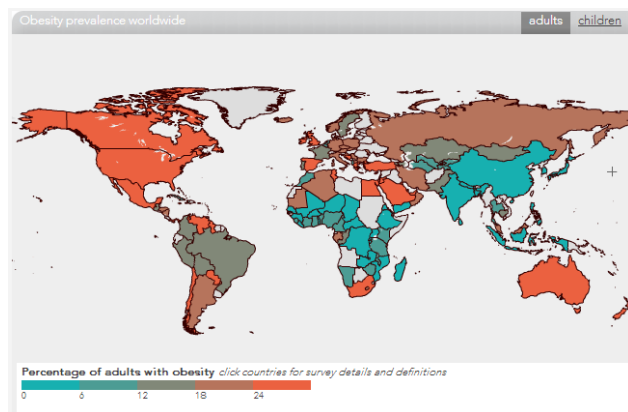 Obesity prevalence worldwide adults children
Percentage of adults with obesity click countries for survey details and definitions
0 6 12 18 24